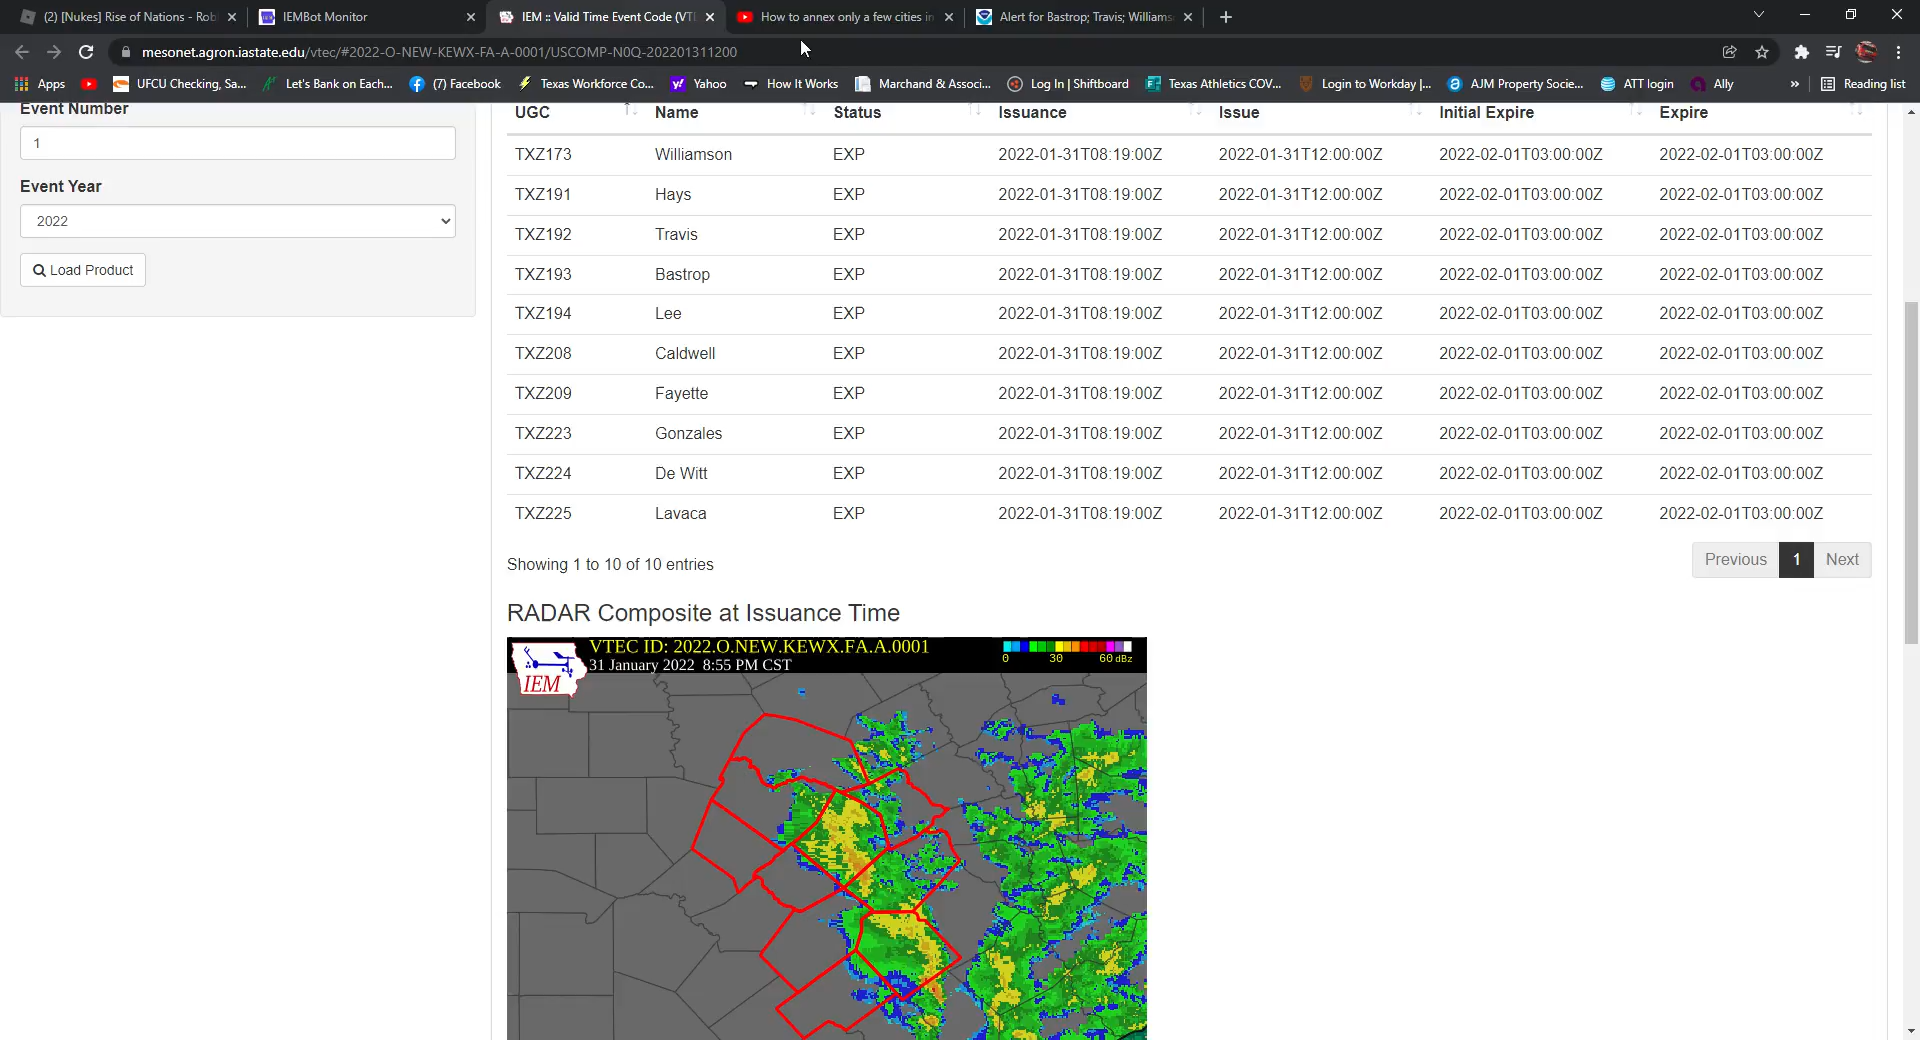 (2) [Nukes] Rise of Nations - Rob
IEMBot Monitor
IEM :: Valid Time Event Code (VT
How to annex only a few cities in
Alert for Bastrop; Travis; Williams
mesonet.agron.iastate.edu/vtec/#2022-O-NEW-KEWX-FA-A-0001/USCOMP-N0Q-202201311200
Apps
UFCU Checking, Sa...
Let's Bank on Each...
(7) Facebook
Texas Workforce Co...
Yahoo
How It Works
Marchand & Associ...
Log In | Shiftboard
Texas Athletics COV...
Login to Workday |...
AJM Property Socie...
ATT login
Ally
»
Reading list
Event Number
1
Event Year
2022
Load Product
UGC Name Status Issuance Issue Initial Expire Expire
TXZ173 Williamson EXP 2022-01-31T08:19:00Z 2022-01-31T12:00:00Z 2022-02-01T03:00:00Z 2022-02-01T03:00:00Z
TXZ191 Hays EXP 2022-01-31T08:19:00Z 2022-01-31T12:00:00Z 2022-02-01T03:00:00Z 2022-02-01T03:00:00Z
TXZ192 Travis EXP 2022-01-31T08:19:00Z 2022-01-31T12:00:00Z 2022-02-01T03:00:00Z 2022-02-01T03:00:00Z
TXZ193 Bastrop EXP 2022-01-31T08:19:00Z 2022-01-31T12:00:00Z 2022-02-01T03:00:00Z 2022-02-01T03:00:00Z
TXZ194 Lee EXP 2022-01-31T08:19:00Z 2022-01-31T12:00:00Z 2022-02-01T03:00:00Z 2022-02-01T03:00:00Z
TXZ208 Caldwell EXP 2022-01-31T08:19:00Z 2022-01-31T12:00:00Z 2022-02-01T03:00:00Z 2022-02-01T03:00:00Z
TXZ209 Fayette EXP 2022-01-31T08:19:00Z 2022-01-31T12:00:00Z 2022-02-01T03:00:00Z 2022-02-01T03:00:00Z
TXZ223 Gonzales EXP 2022-01-31T08:19:00Z 2022-01-31T12:00:00Z 2022-02-01T03:00:00Z 2022-02-01T03:00:00Z
TXZ224 De Witt EXP 2022-01-31T08:19:00Z 2022-01-31T12:00:00Z 2022-02-01T03:00:00Z 2022-02-01T03:00:00Z
TXZ225 Lavaca EXP 2022-01-31T08:19:00Z 2022-01-31T12:00:00Z 2022-02-01T03:00:00Z 2022-02-01T03:00:00Z
Showing 1 to 10 of 10 entries
Previous 1 Next
RADAR Composite at Issuance Time
IEM
VTEC ID: 2022.O.NEW.KEWX.FA.A.0001
31 January 2022 8:55 PM CST
0 30 60 dBz